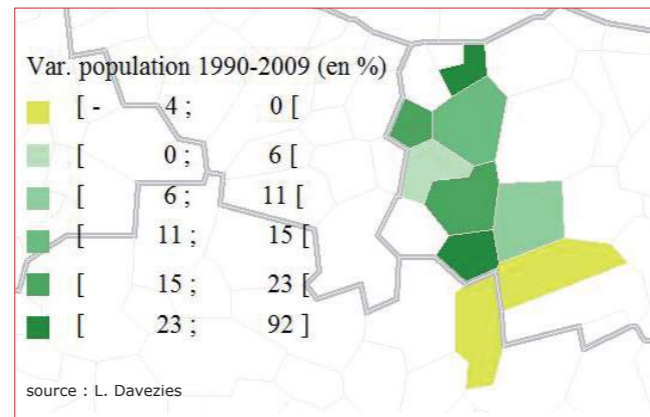 Var. population 1990-2009 (en %)
[ - 4 ; 0 [
[ 0 ; 6 [
[ 6 ; 11 [
[ 11 ; 15 [
[ 15 ; 23 [
[ 23 ; 92 ]
source : L. Davezies